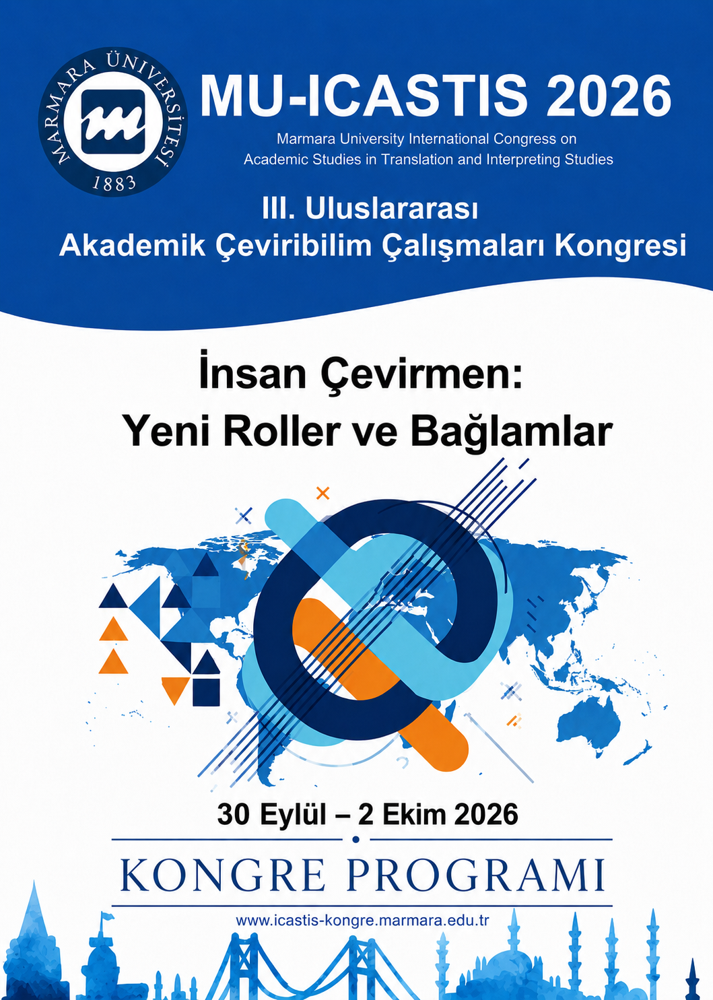 MARMARA ÜNİVERSİTESİ
1883
MU-ICASTIS 2026
Marmara University International Congress on
Academic Studies in Translation and Interpreting Studies
III. Uluslararası
Akademik Çeviribilim Çalışmaları Kongresi
İnsan Çevirmen:
Yeni Roller ve Bağlamlar
30 Eylül – 2 Ekim 2026
KONGRE PROGRAMI
www.icastis-kongre.marmara.edu.tr